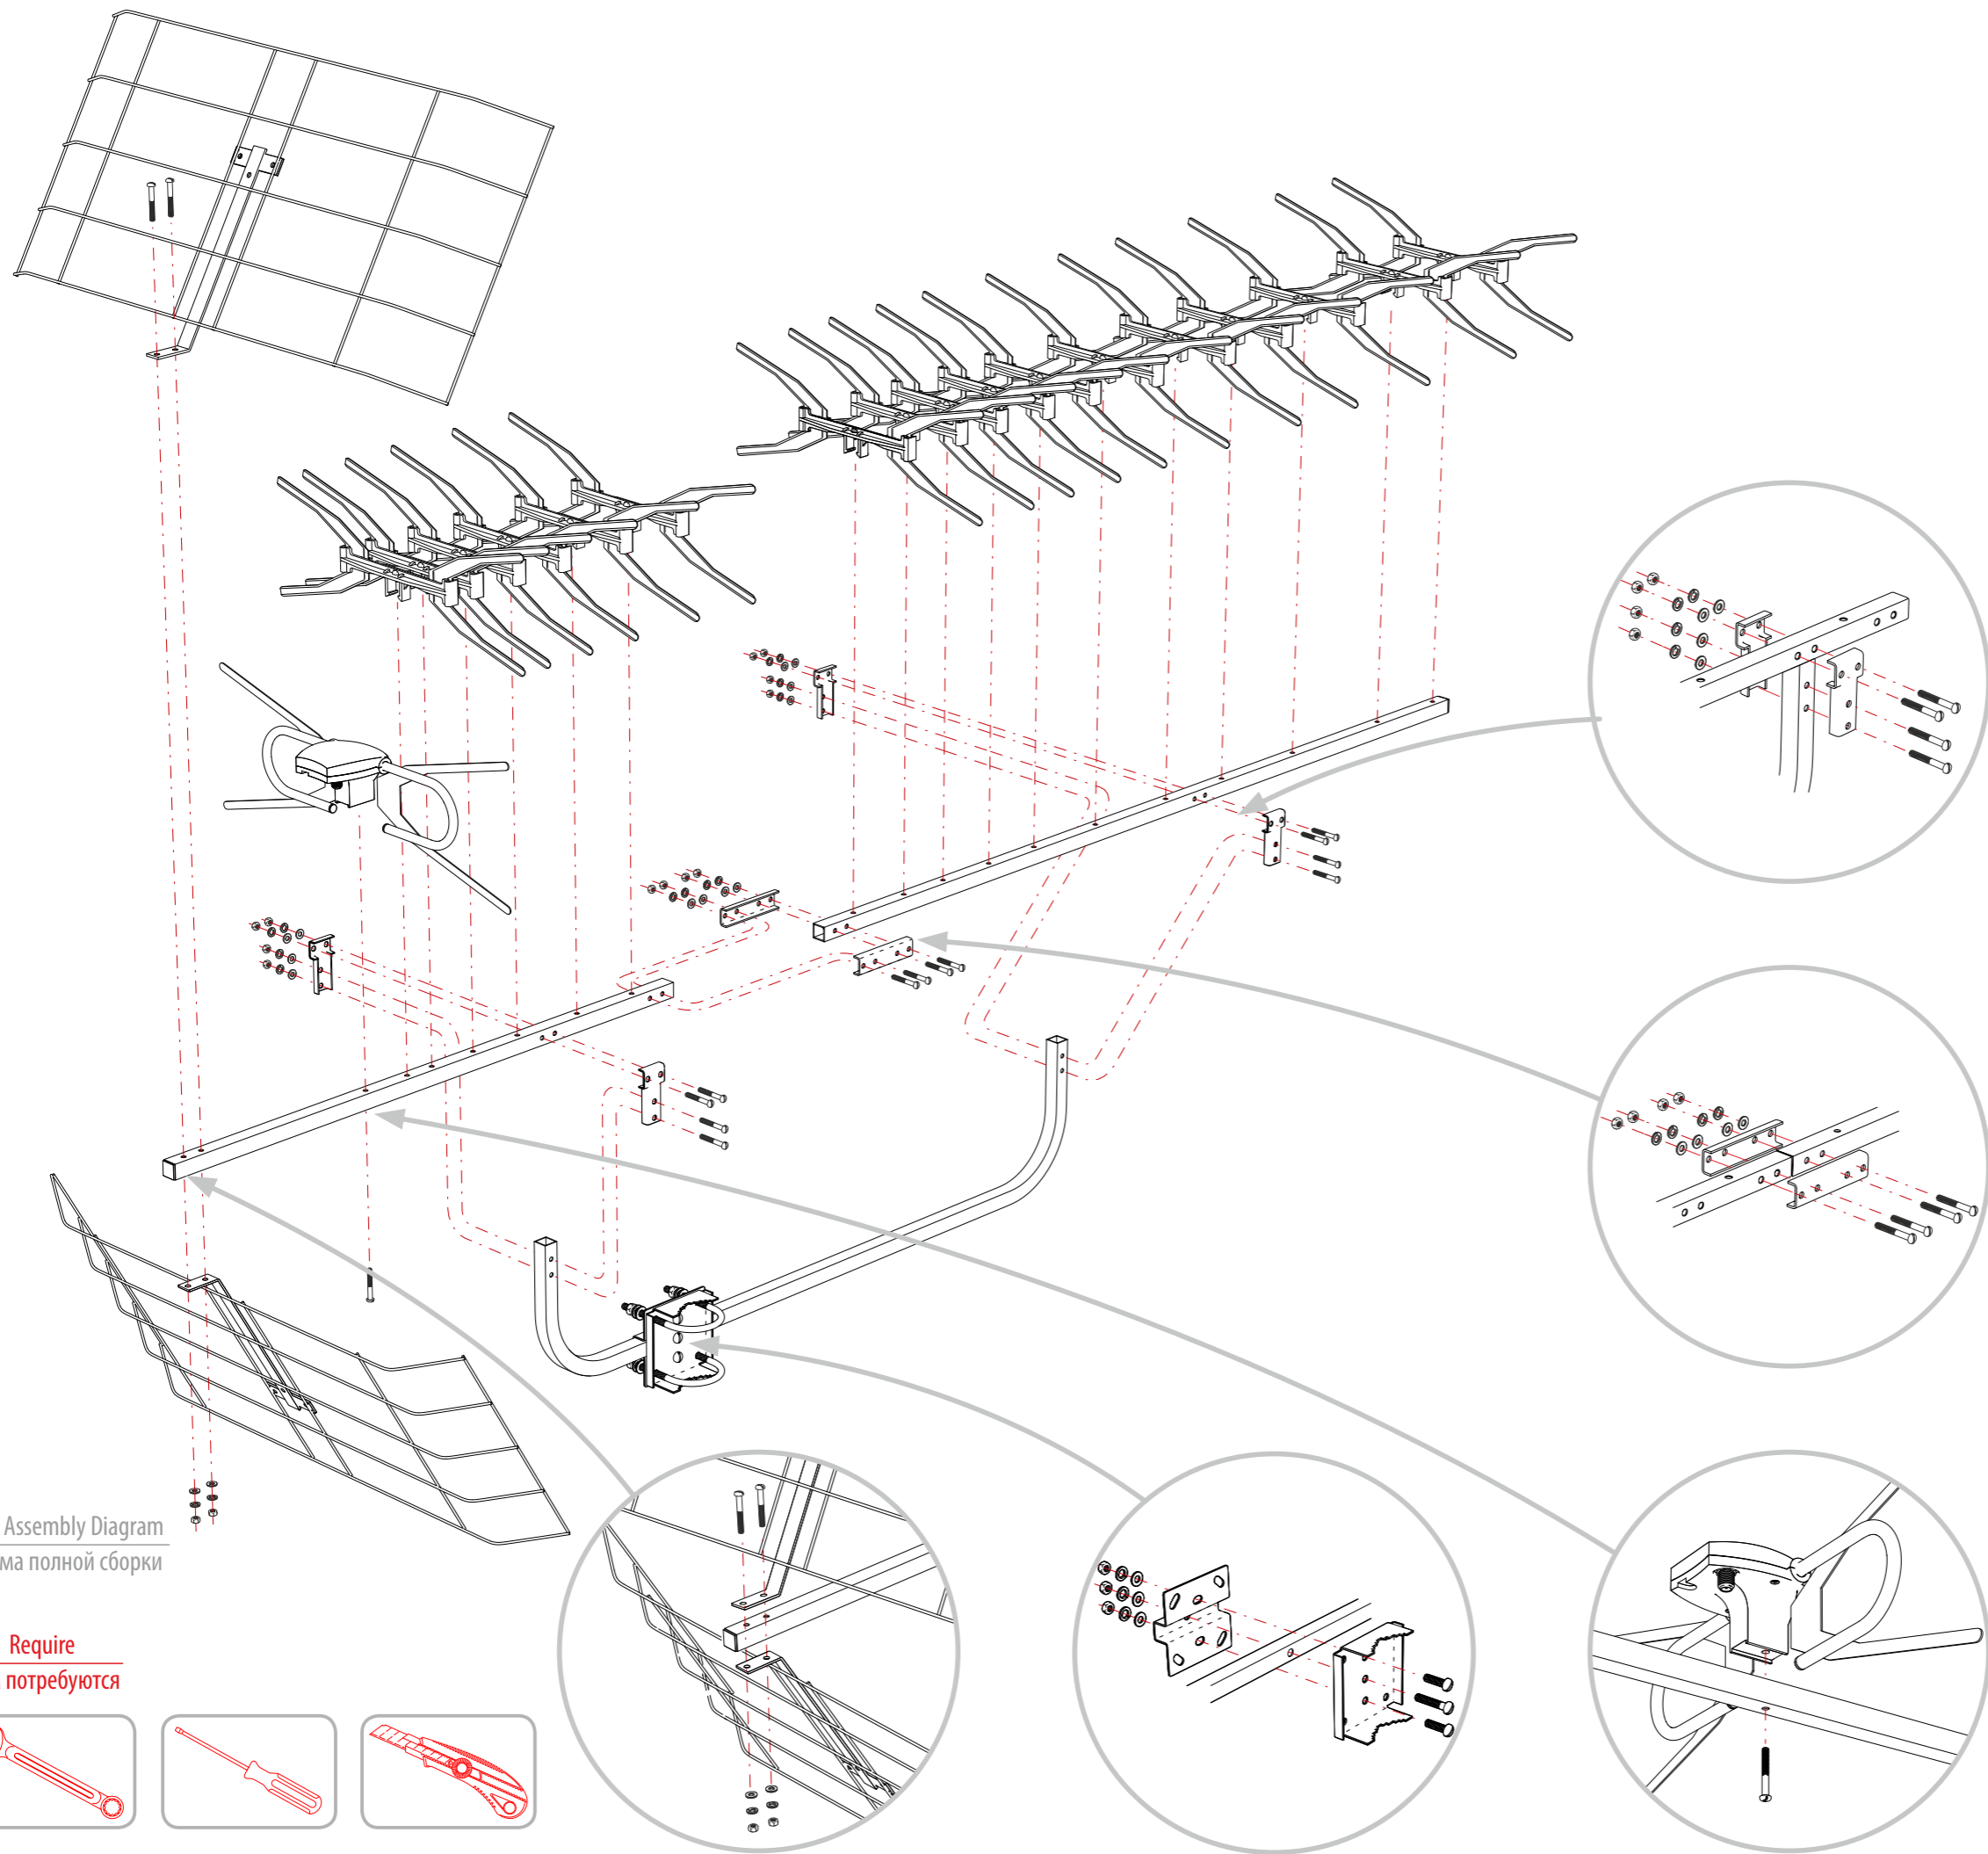 Assembly Diagram
ма полной сборки
Require
потребуются